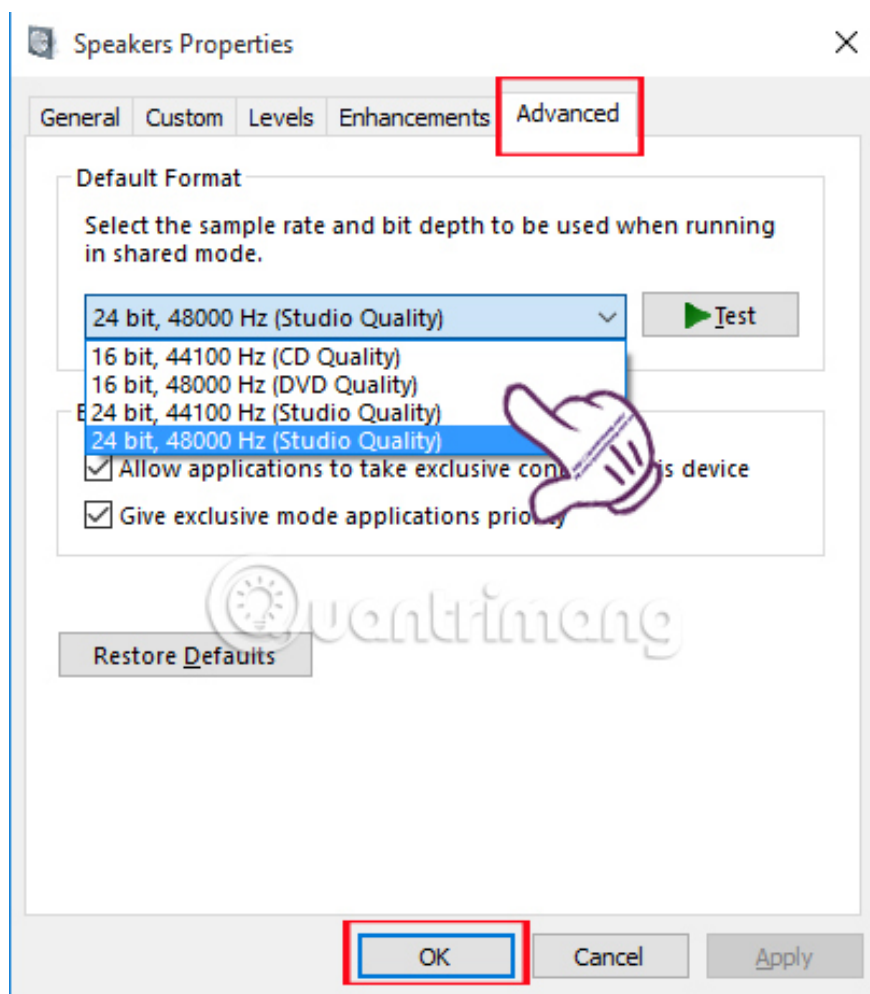 Speakers Properties
General Custom Levels Enhancements Advanced
Default Format
Select the sample rate and bit depth to be used when running
in shared mode.
24 bit, 48000 Hz (Studio Quality)
Test
16 bit, 44100 Hz (CD Quality)
16 bit, 48000 Hz (DVD Quality)
24 bit, 44100 Hz (Studio Quality)
24 bit, 48000 Hz (Studio Quality)
Allow applications to take exclusive device
Give exclusive mode applications priority
Quantrimang
Restore Defaults
OK Cancel Apply